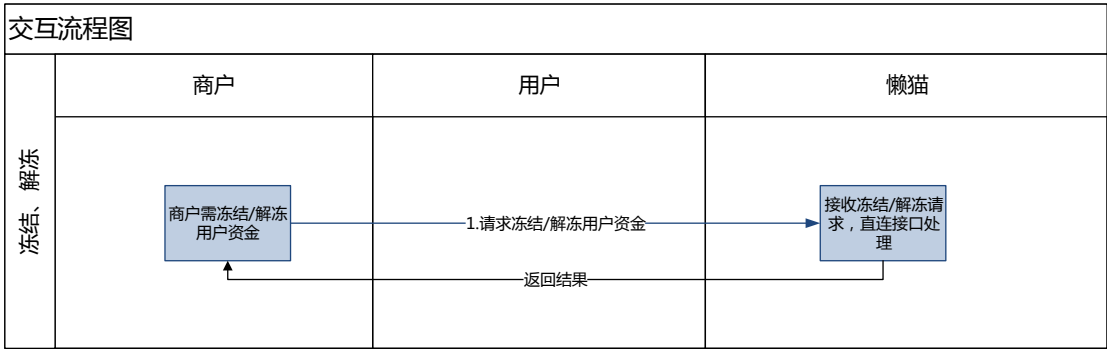 交互流程图
商户
用户
懒猫
冻结、解冻
商户需冻结/解冻
用户资金
1.请求冻结/解冻用户资金
接收冻结/解冻请
求，直连接口处
理
返回结果